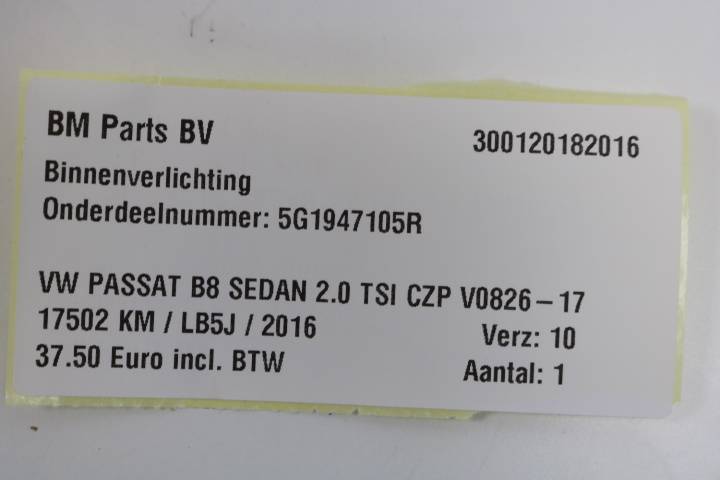 BM Parts BV 300120182016
Binnenverlichting
Onderdeelnummer: 5G1947105R
VW PASSAT B8 SEDAN 2.0 TSI CZP V0826-17
17502 KM / LB5J / 2016 Verz: 10
37.50 Euro incl. BTW Aantal: 1